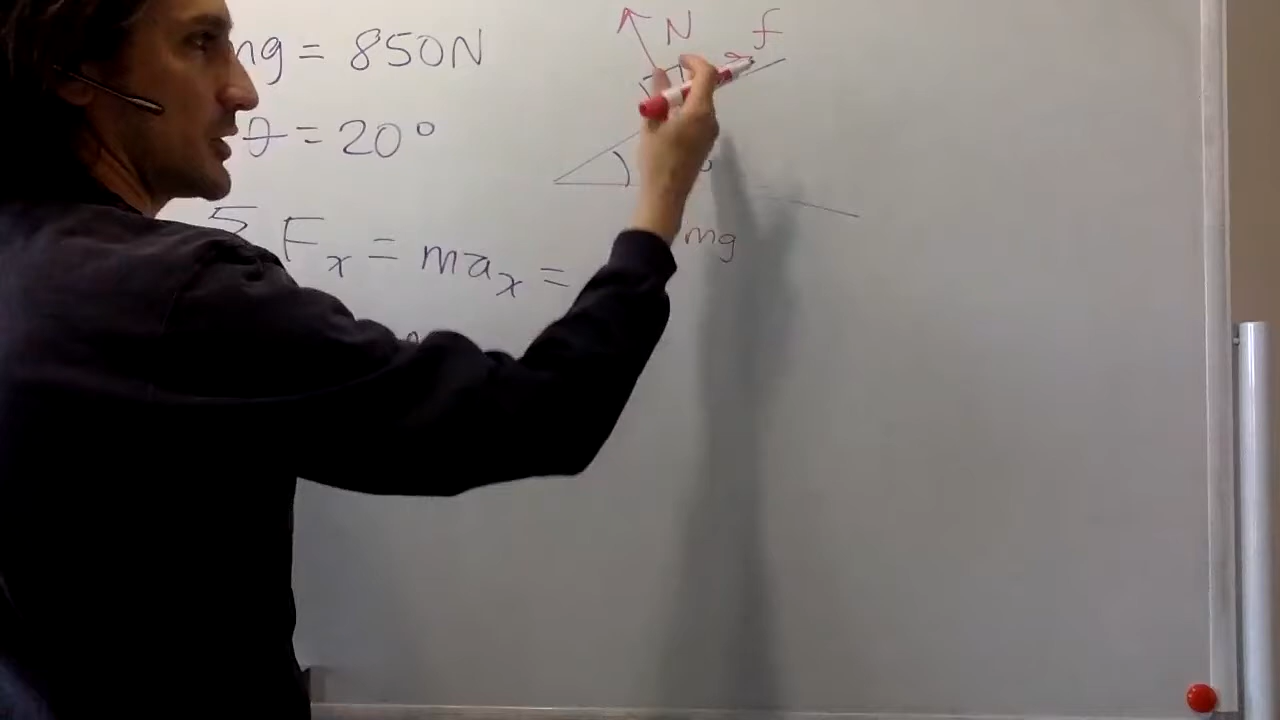 mg = 850N
θ = 20°
Σ Fx = max =
N
f
mg